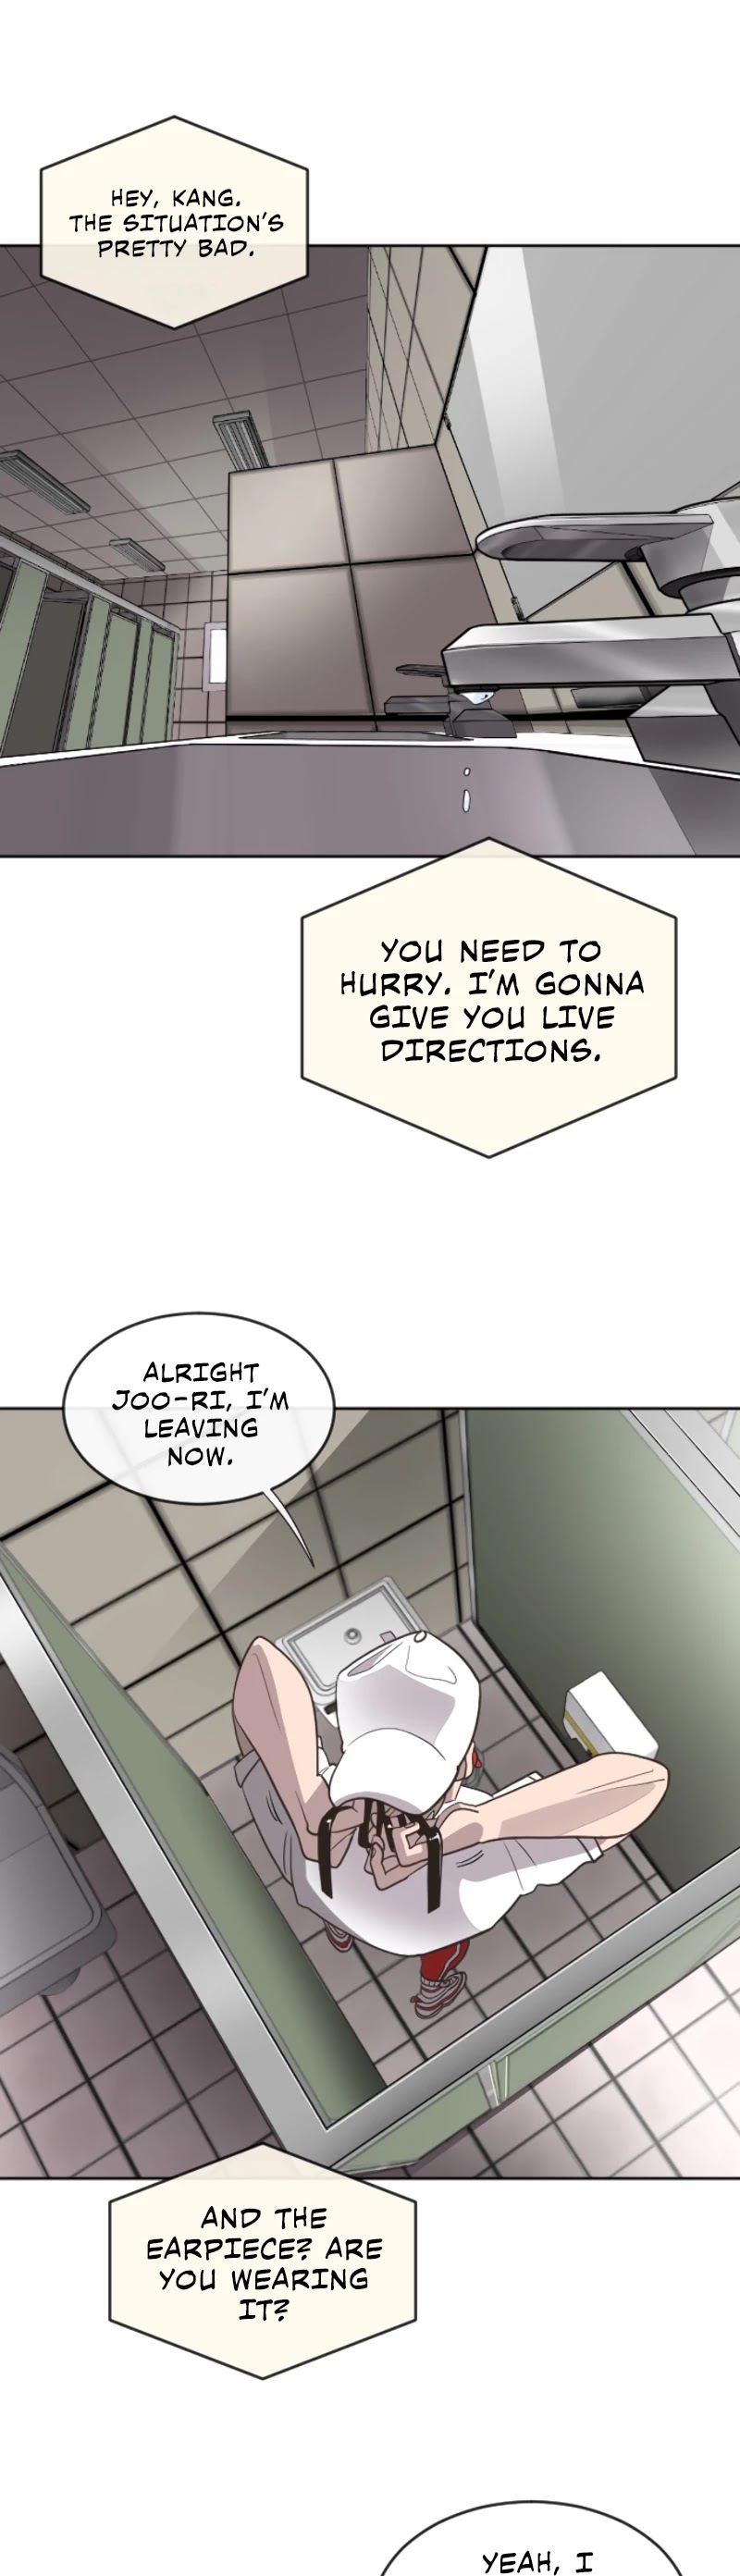 HEY, KANG.
THE SITUATION'S
PRETTY BAD.
YOU NEED TO
HURRY. I'M GONNA
GIVE YOU LIVE
DIRECTIONS.
ALRIGHT
JOO-RI, I'M
LEAVING
NOW.
AND THE
EARPIECE? ARE
YOU WEARING
IT?
YEAH, I